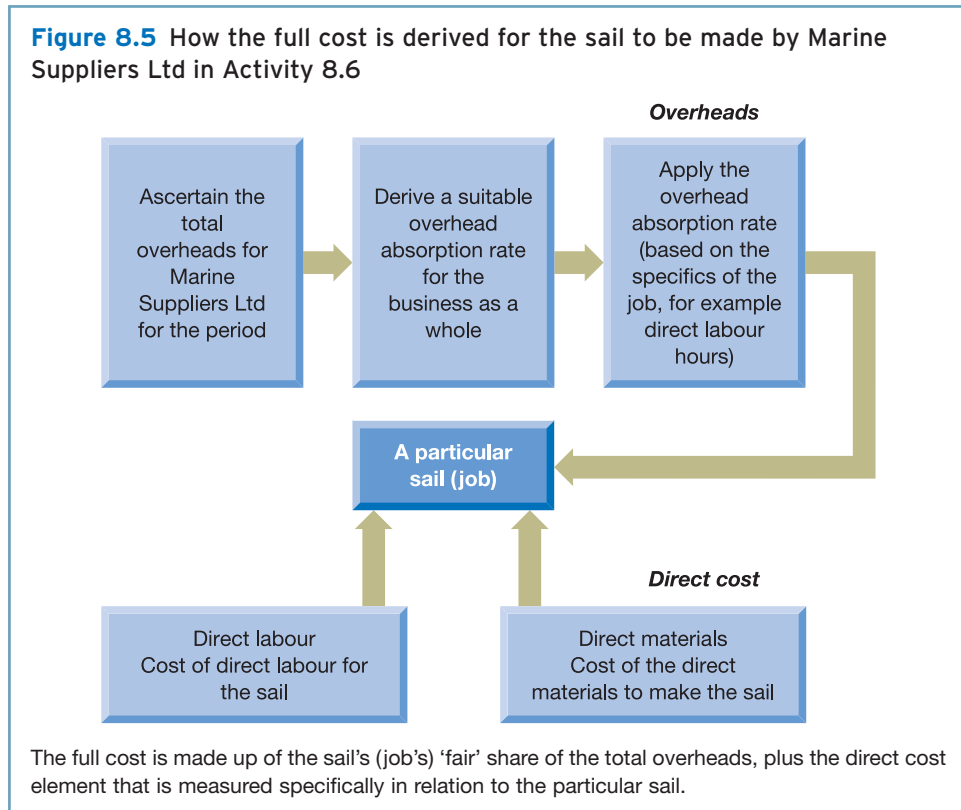 Figure 8.5 How the full cost is derived for the sail to be made by Marine
Suppliers Ltd in Activity 8.6
Overheads
Ascertain the
total
overheads for
Marine
Suppliers Ltd
for the period
Derive a suitable
overhead
absorption rate
for the
business as a
whole
Apply the
overhead
absorption rate
(based on the
specifics of the
job, for example
direct labour
hours)
A particular
sail (job)
Direct cost
Direct labour
Cost of direct labour for
the sail
Direct materials
Cost of the direct
materials to make the sail
The full cost is made up of the sail's (job's) 'fair' share of the total overheads, plus the direct cost
element that is measured specifically in relation to the particular sail.